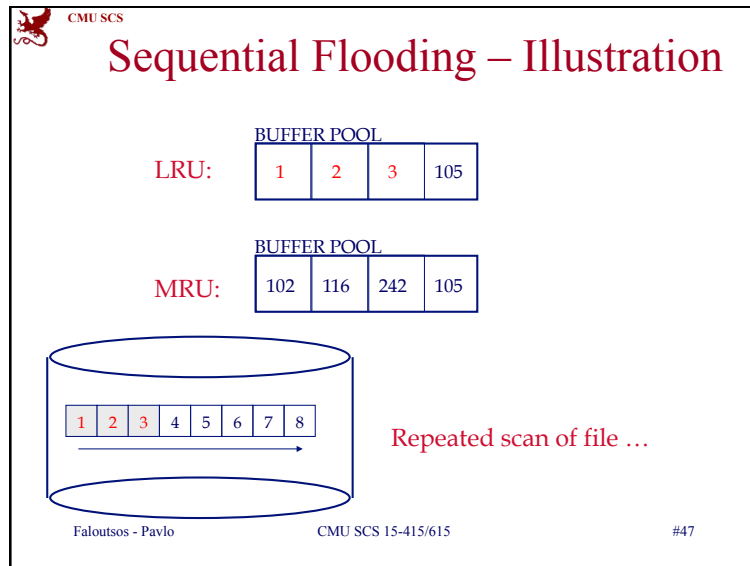 CMU SCS
Sequential Flooding – Illustration
BUFFER POOL
LRU: 1 2 3 105
BUFFER POOL
MRU: 102 116 242 105
1 2 3 4 5 6 7 8
Repeated scan of file …
Faloutsos - Pavlo CMU SCS 15-415/615 #47